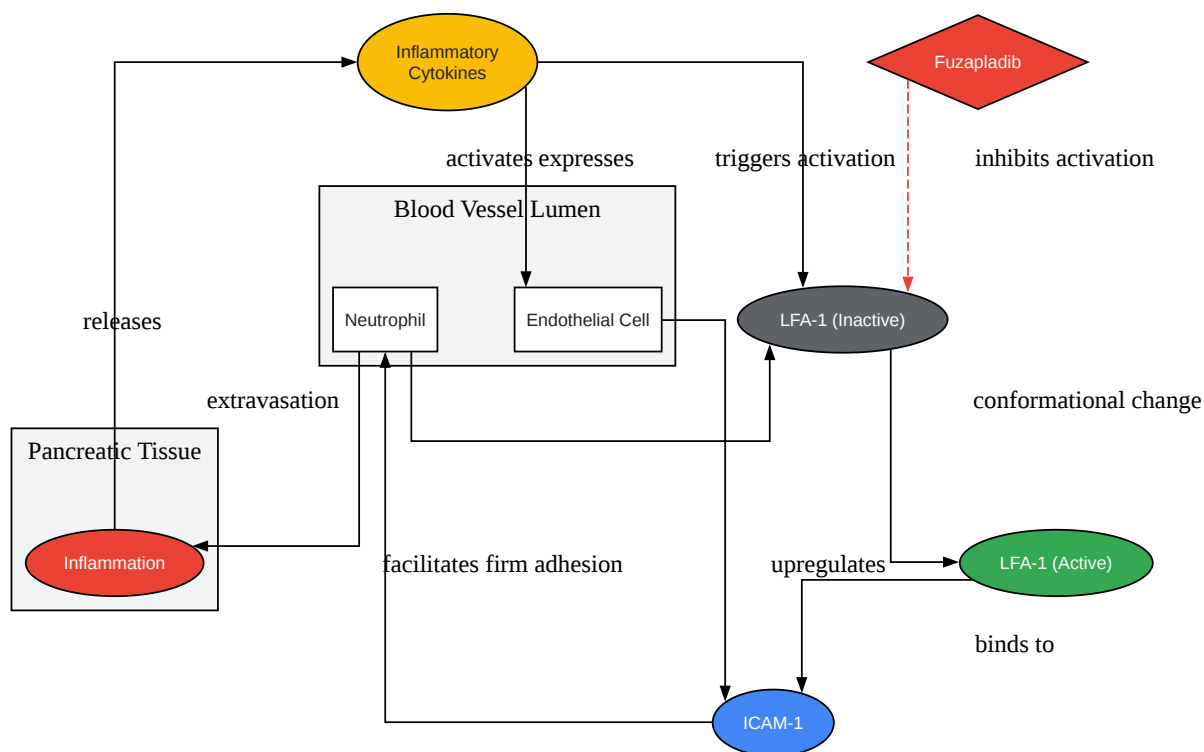 Inflammatory
Cytokines
Fuzapladib
activates expresses
triggers activation
inhibits activation
Blood Vessel Lumen
Neutrophil
Endothelial Cell
LFA-1 (Inactive)
releases
extravasation
conformational change
Pancreatic Tissue
Inflammation
facilitates firm adhesion
upregulates
LFA-1 (Active)
binds to
ICAM-1